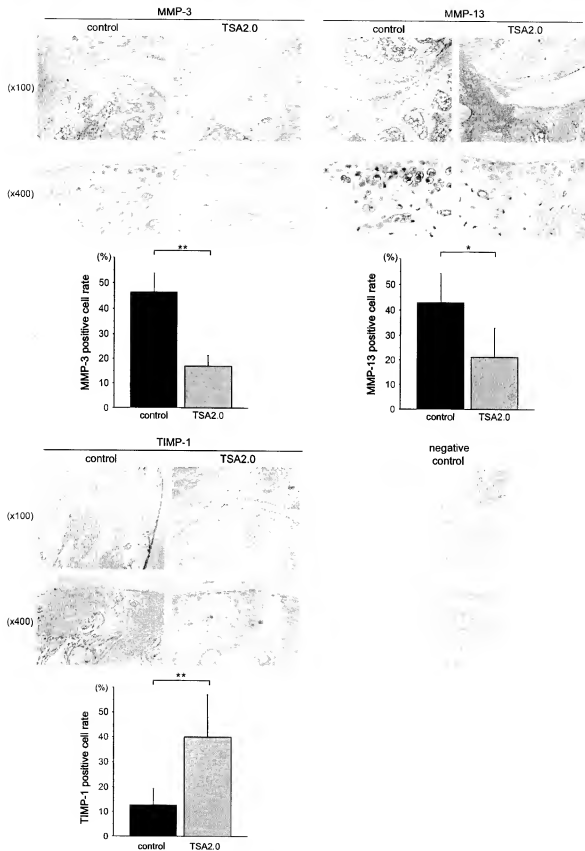 MMP-3
control TSA2.0
(x100)
(x400)
**
(%)
MMP-3 positive cell rate
50
40
30
20
10
0
control TSA2.0
MMP-13
control TSA2.0
*
(%)
MMP-13 positive cell rate
50
40
30
20
10
0
control TSA2.0
TIMP-1
control TSA2.0
(x100)
(x400)
**
(%)
TIMP-1 positive cell rate
50
40
30
20
10
0
control TSA2.0
negative
control